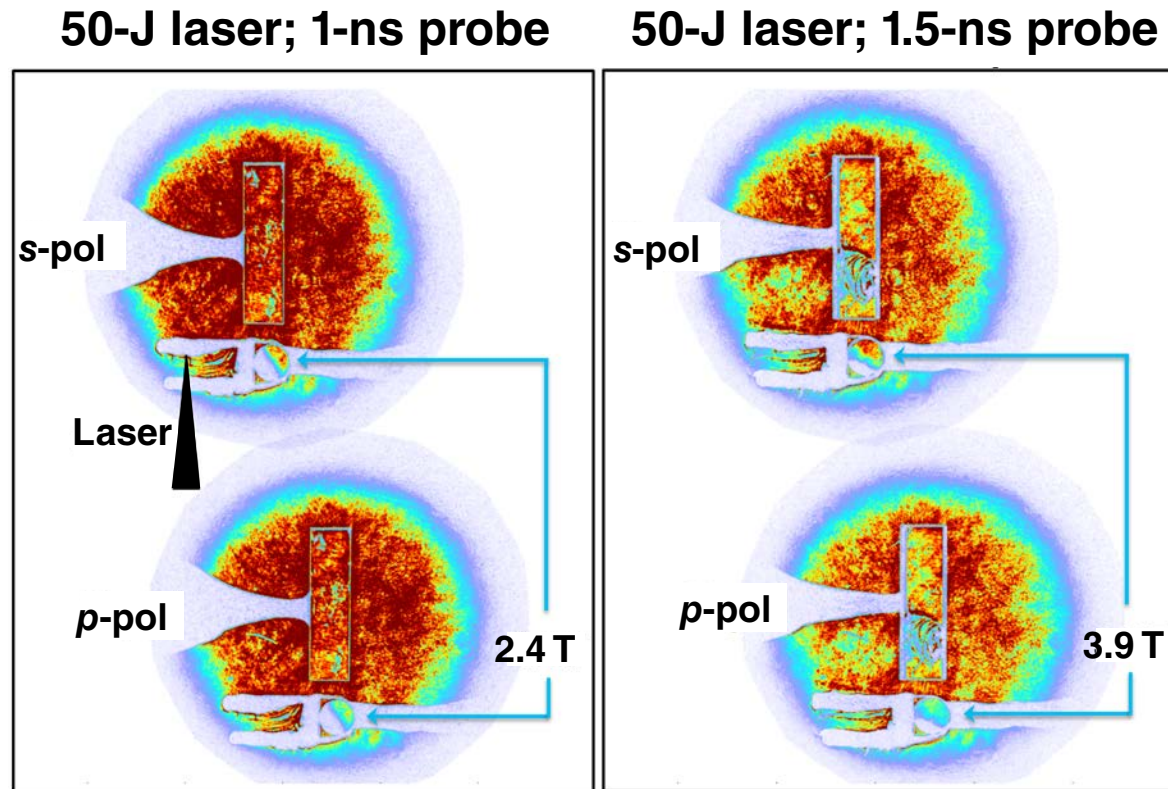 50-J laser; 1-ns probe
50-J laser; 1.5-ns probe
s-pol
Laser
p-pol
2.4 T
s-pol
p-pol
3.9 T